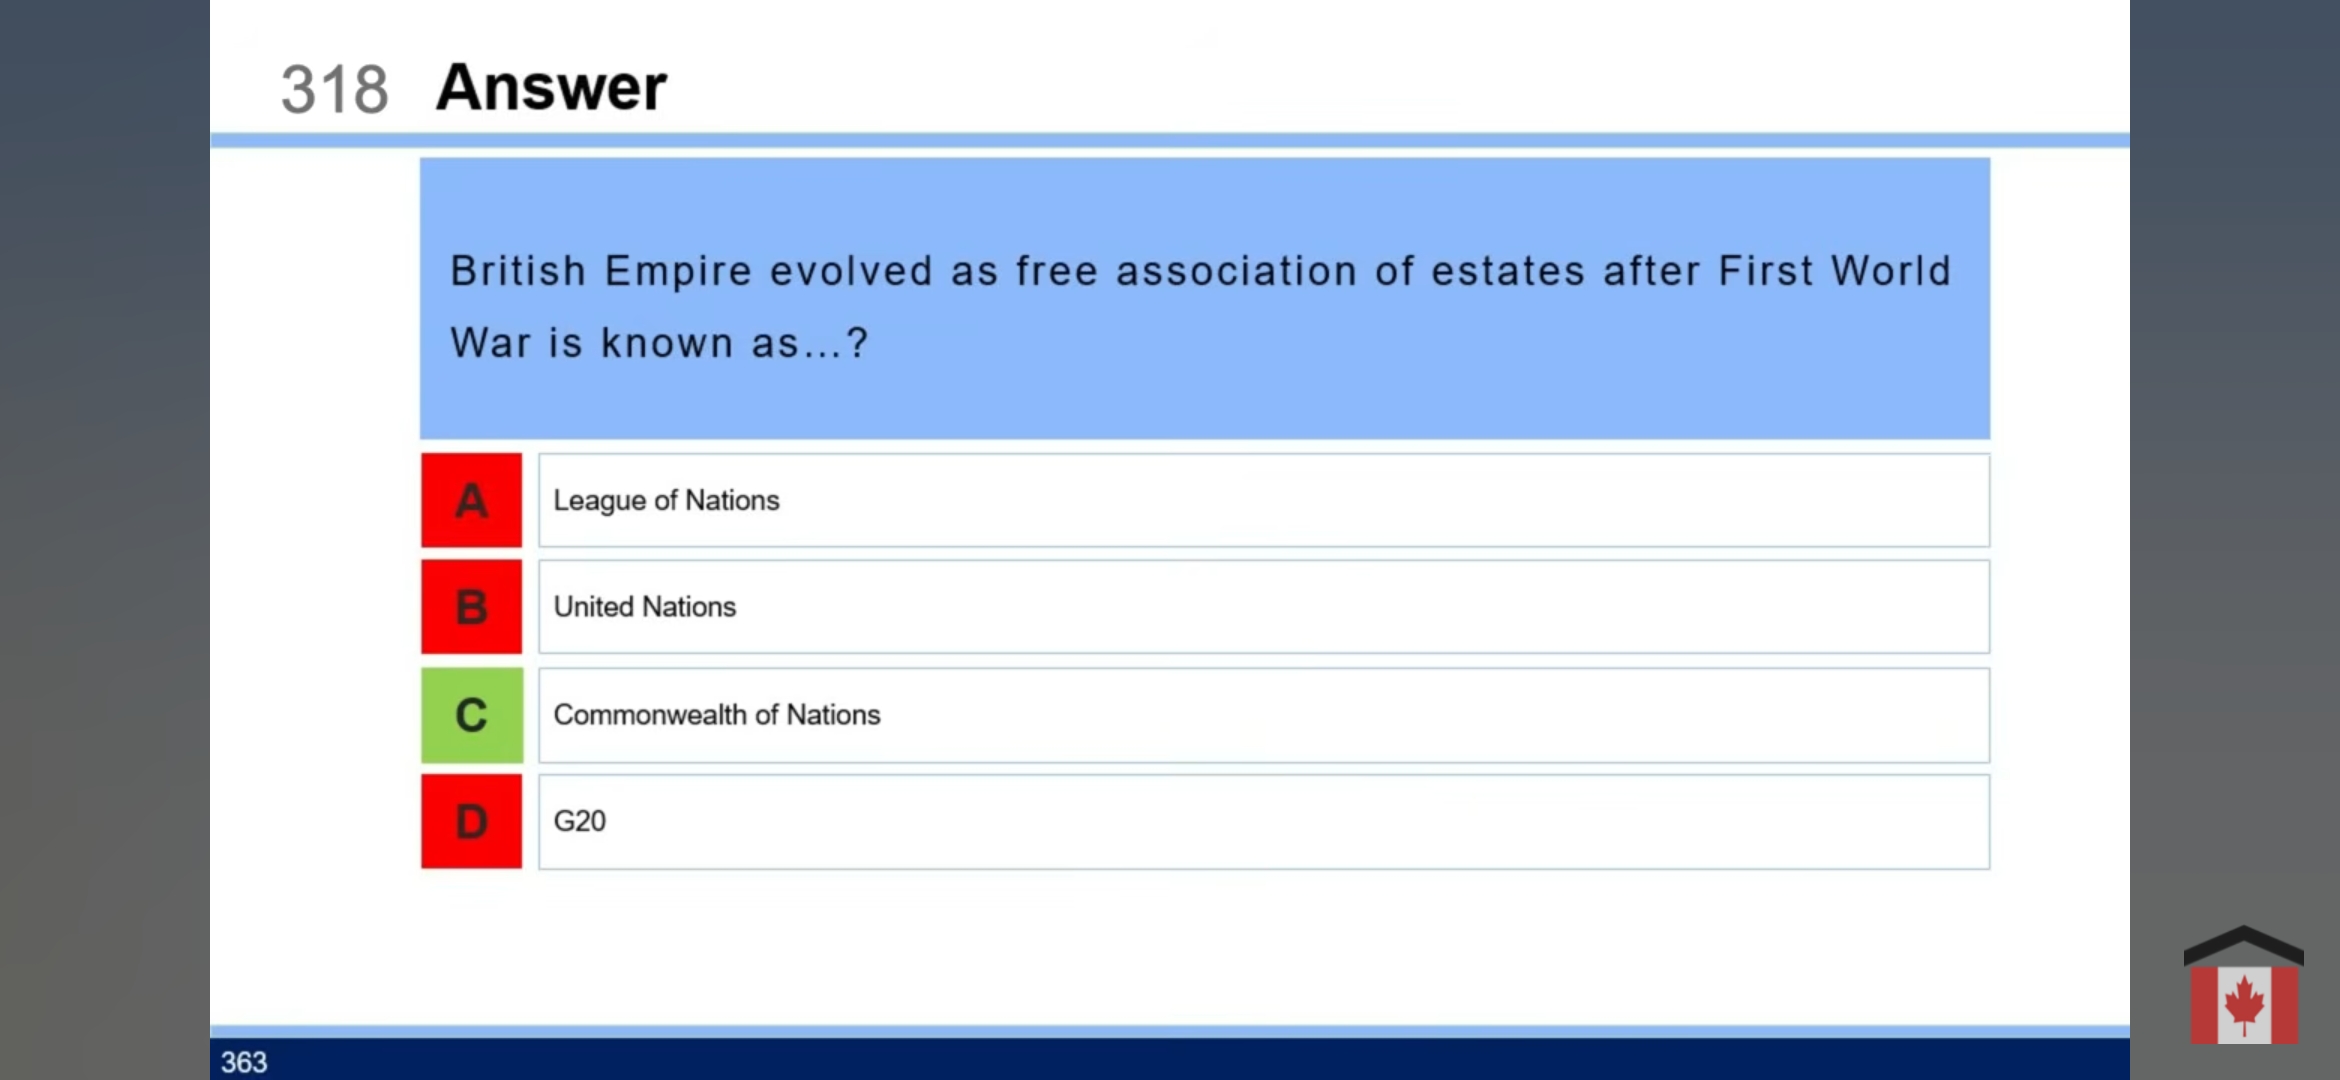 318 Answer
British Empire evolved as free association of estates after First World
War is known as...?
A League of Nations
B United Nations
C Commonwealth of Nations
D G20
363